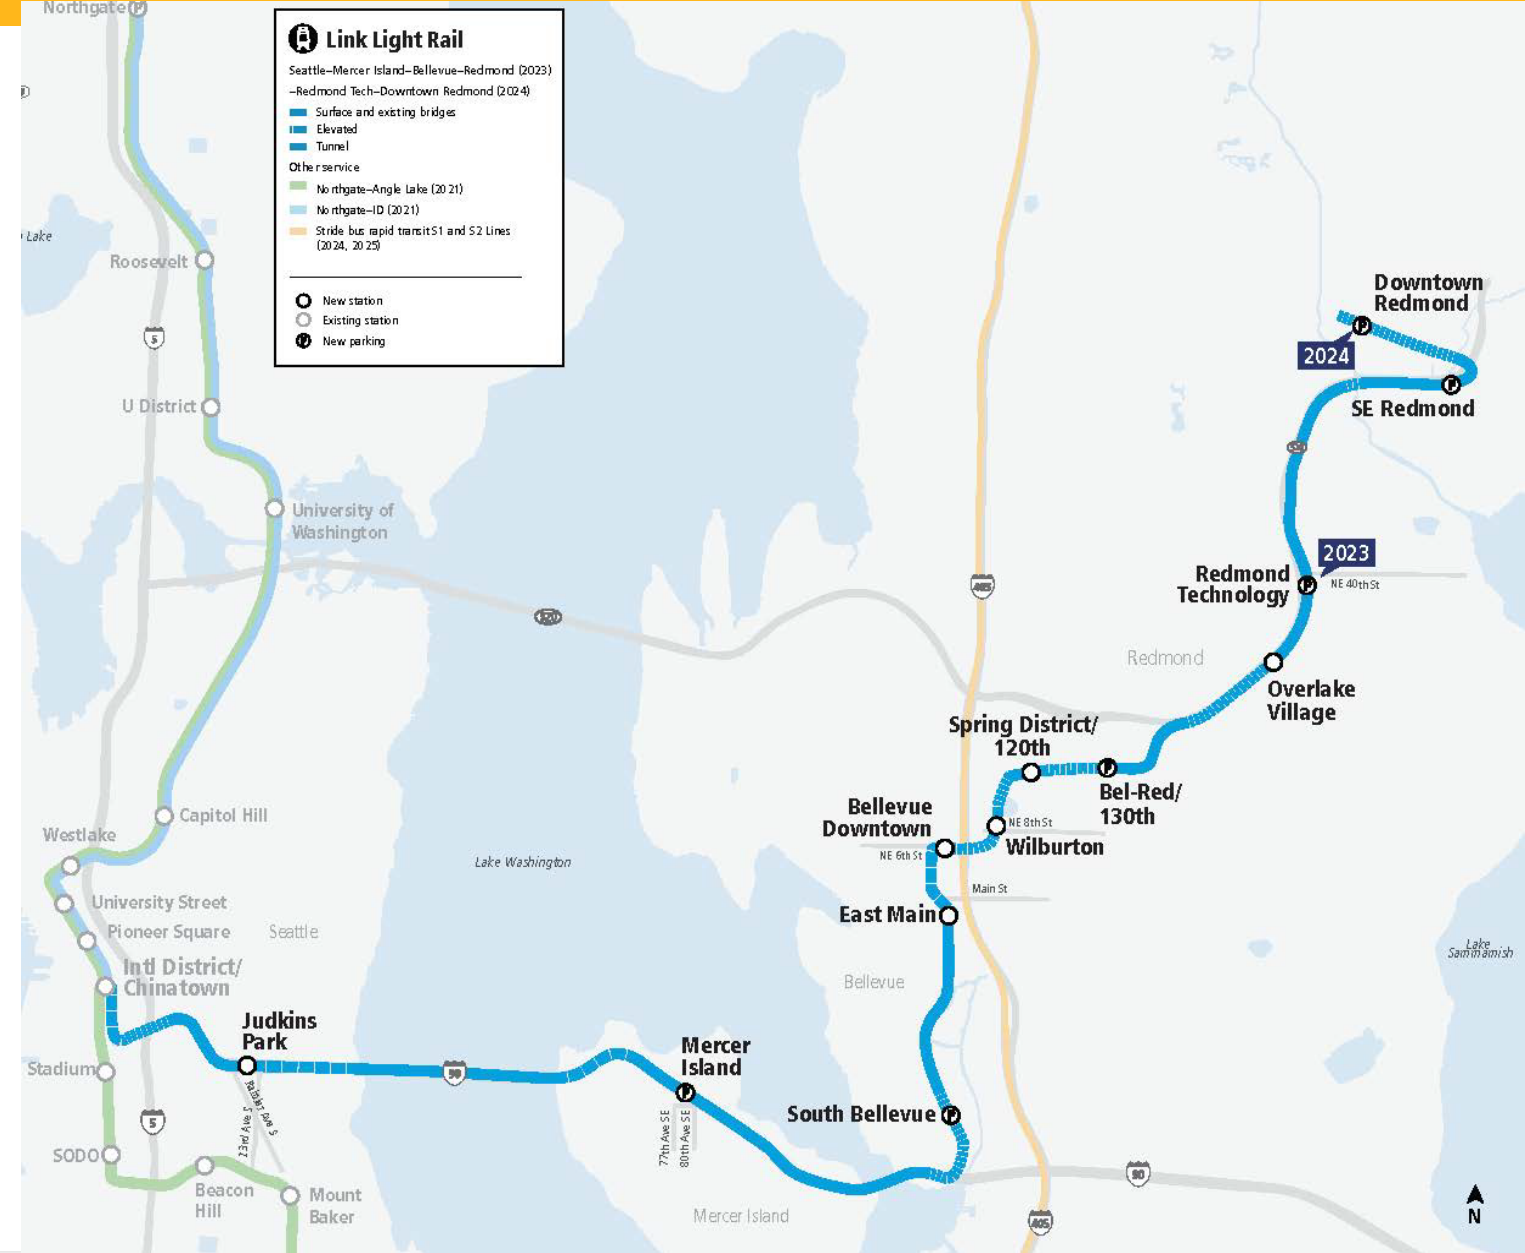 Northgate
Link Light Rail
Seattle–Mercer Island–Bellevue–Redmond (2023)
–Redmond Tech–Downtown Redmond (2024)
Surface and existing bridges
Elevated
Tunnel
Other service
Northgate–Angle Lake (2021)
Northgate–ID (2021)
Stride bus rapid transit S1 and S2 Lines
(2024, 2025)
New station
Existing station
P New parking
Lake
Roosevelt
5
U District
University of
Washington
520
405
Downtown
Redmond
P
2024
P
SE Redmond
2023
Redmond
Technology
P
NE 40th St
Redmond
Overlake
Village
Spring District/
120th
P
Bel-Red/
130th
Bellevue
Downtown
NE 8th St
Wilburton
NE 6th St
Main St
East Main
Capitol Hill
Westlake
University Street
Pioneer Square
Seattle
Intl District/
Chinatown
Lake Washington
Bellevue
Lake
Sammamish
Judkins
Park
Stadium
90
Mercer
Island
P
South Bellevue
P
Rainier Ave S
23rd Ave S
77th Ave SE
80th Ave SE
5
SODO
Beacon
Hill
Mount
Baker
Mercer Island
90
405
N